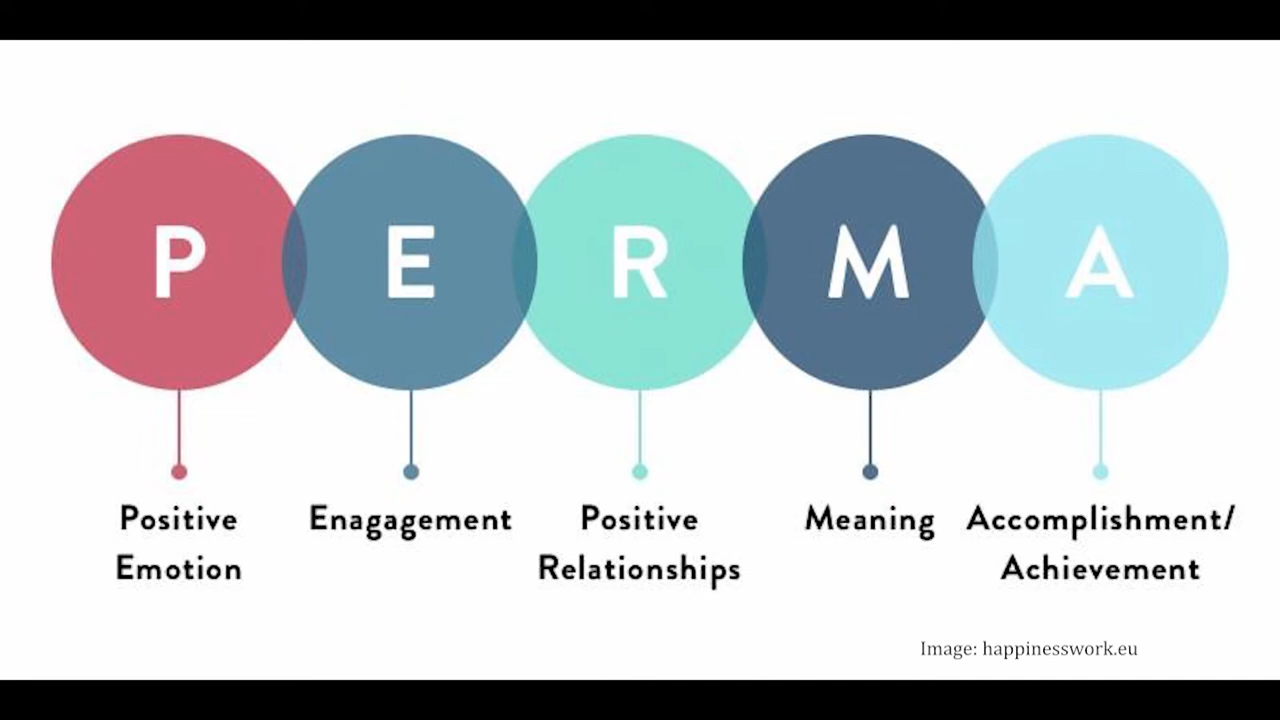 P E R M A
Positive Emotion
Enagagement
Positive Relationships
Meaning
Accomplishment/ Achievement
Image: happinesswork.eu